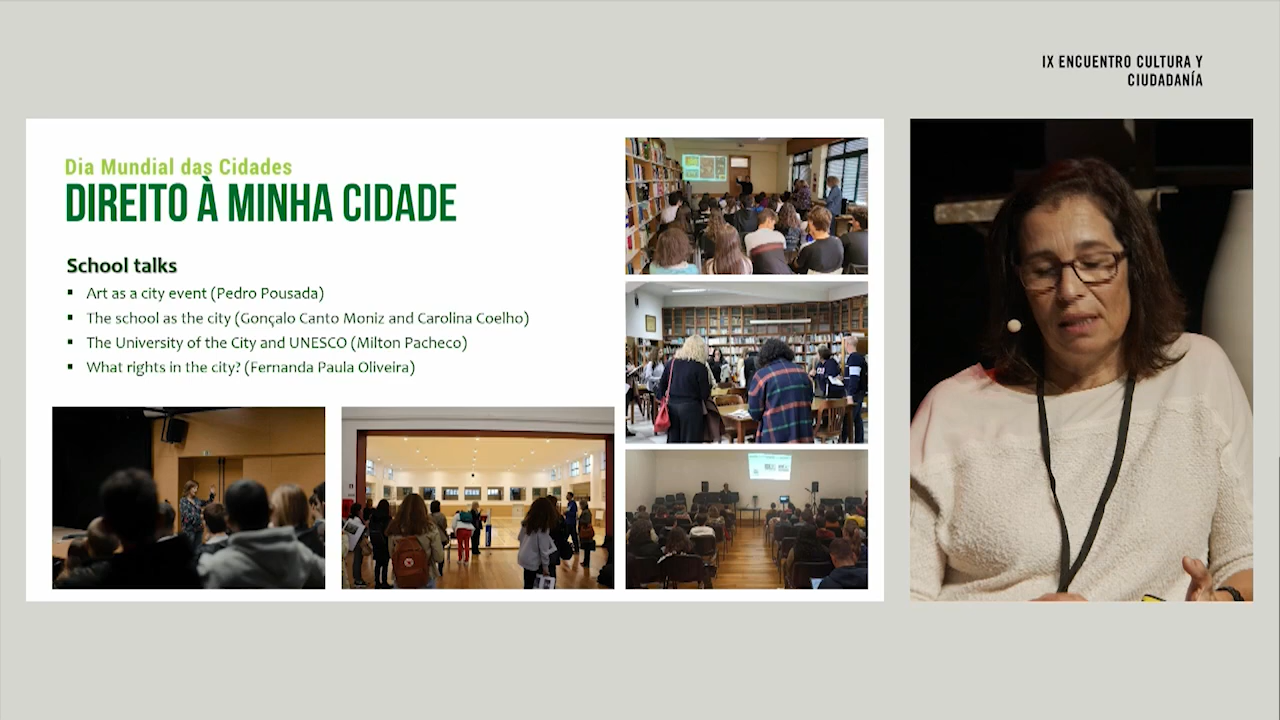 IX ENCUENTRO CULTURA Y
CIUDADANÍA
Dia Mundial das Cidades
DIREITO À MINHA CIDADE
School talks
▪ Art as a city event (Pedro Pousada)
▪ The school as the city (Gonçalo Canto Moniz and Carolina Coelho)
▪ The University of the City and UNESCO (Milton Pacheco)
▪ What rights in the city? (Fernanda Paula Oliveira)